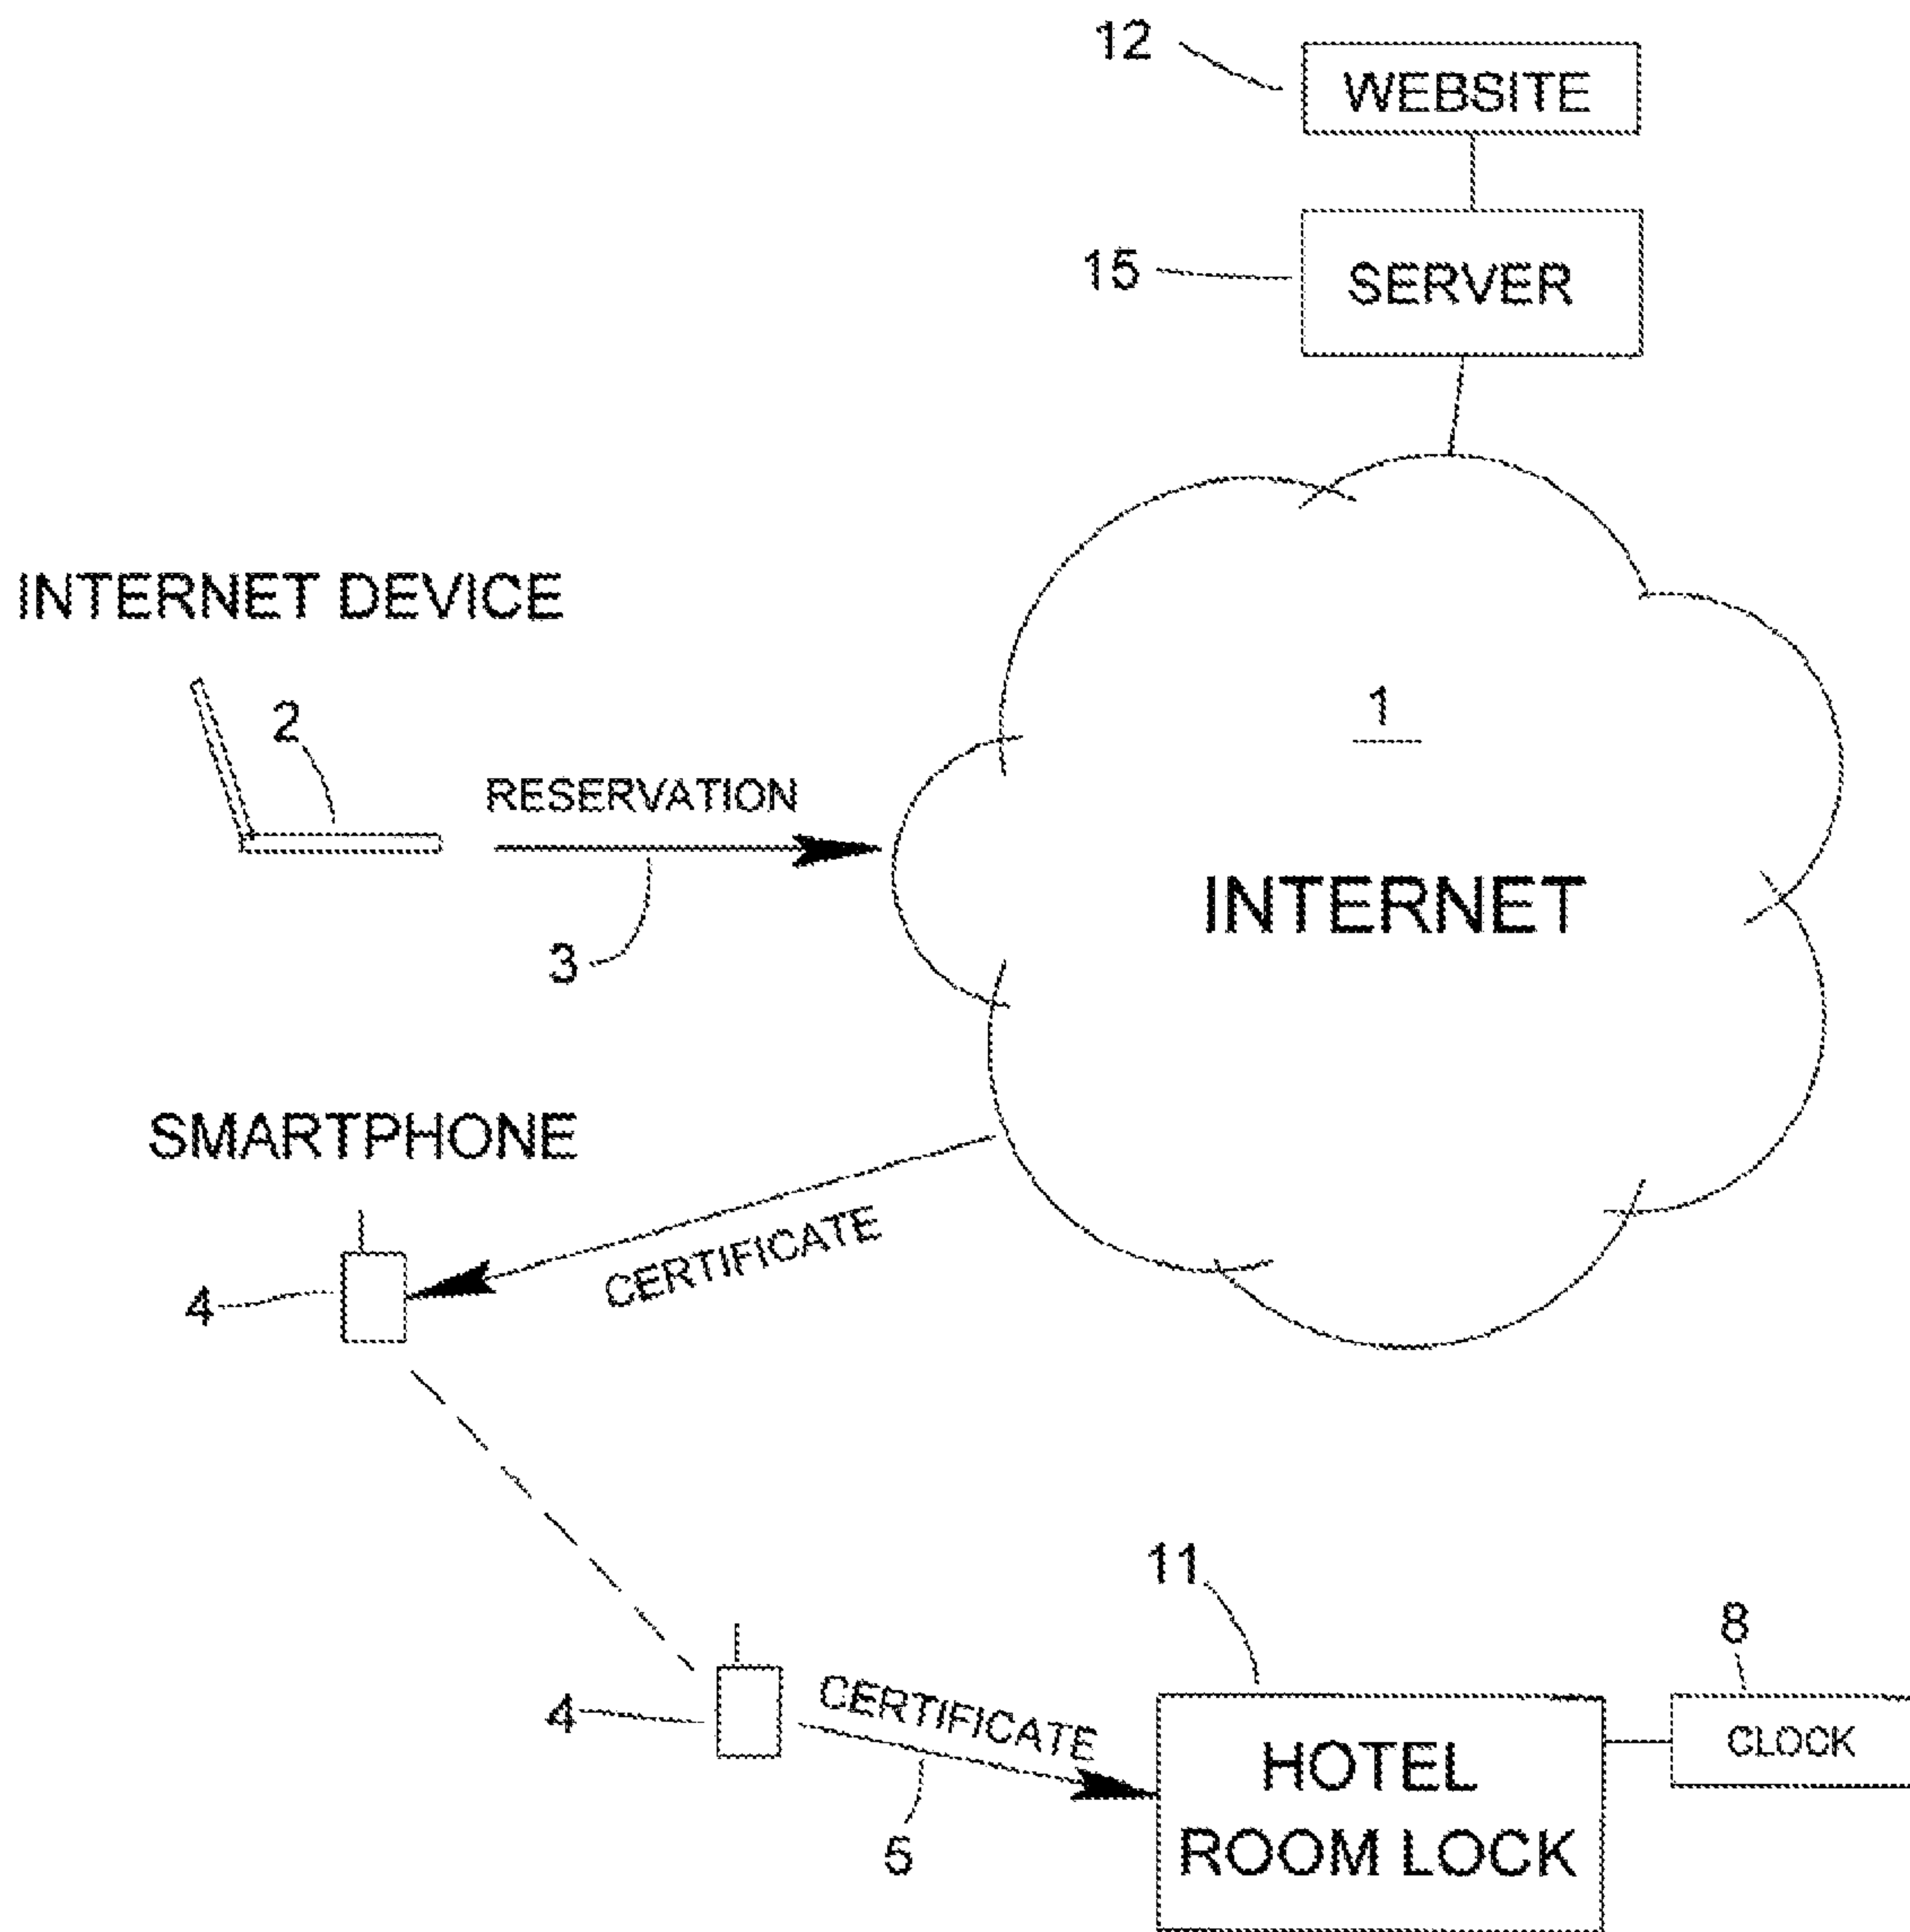 12
WEBSITE
15
SERVER
INTERNET DEVICE
2
RESERVATION
3
1
INTERNET
SMARTPHONE
CERTIFICATE
4
4
CERTIFICATE
5
11
HOTEL
ROOM LOCK
8
CLOCK